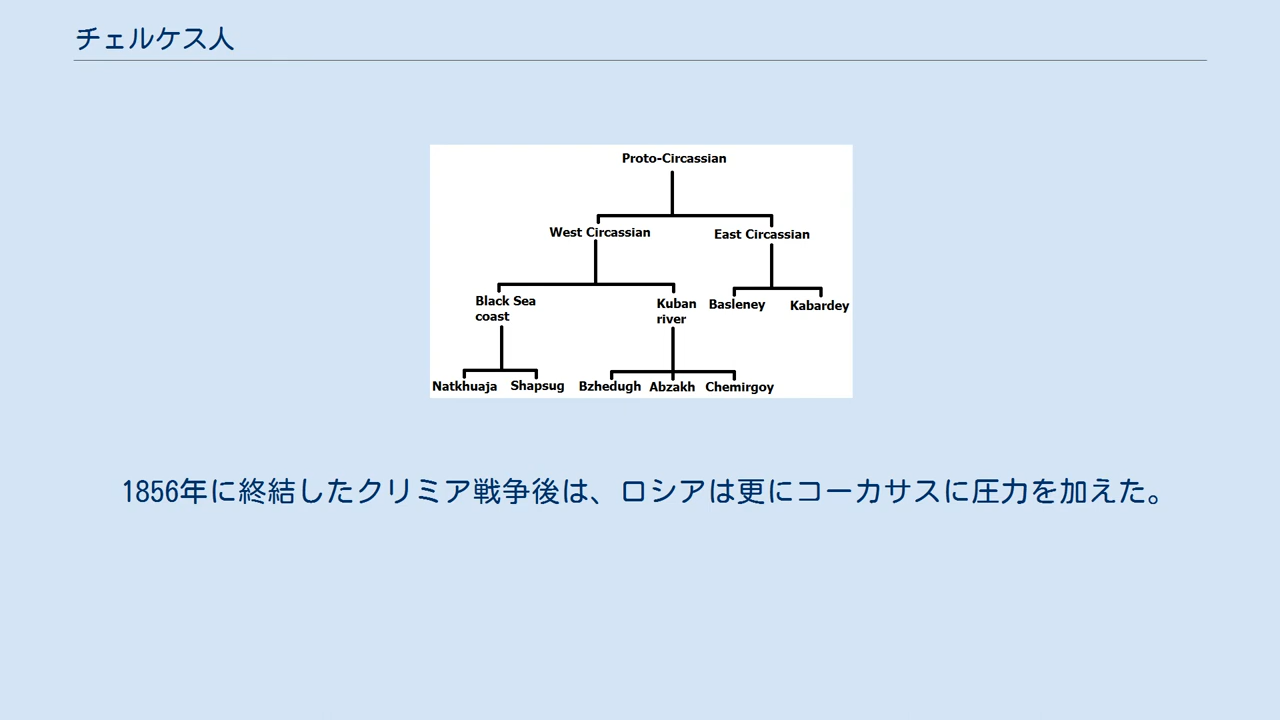 チェルケス人
Proto-Circassian
West Circassian
East Circassian
Black Sea
coast
Kuban
river
Basleney
Kabardey
Natkhuaja
Shapsug
Bzhedugh
Abzakh
Chemirgoy
1856年に終結したクリミア戦争後は、ロシアは更にコーカサスに圧力を加えた。